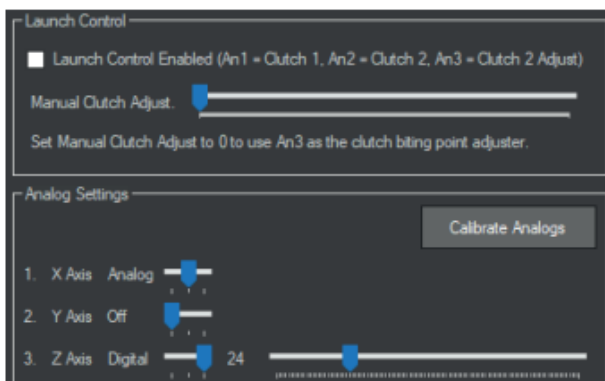 Launch Control
Launch Control Enabled (An1 = Clutch 1, An2 = Clutch 2, An3 = Clutch 2 Adjust)
Manual Clutch Adjust.
Set Manual Clutch Adjust to 0 to use An3 as the clutch biting point adjuster.
Analog Settings
Calibrate Analogs
1. X Axis Analog
2. Y Axis Off
3. Z Axis Digital 24